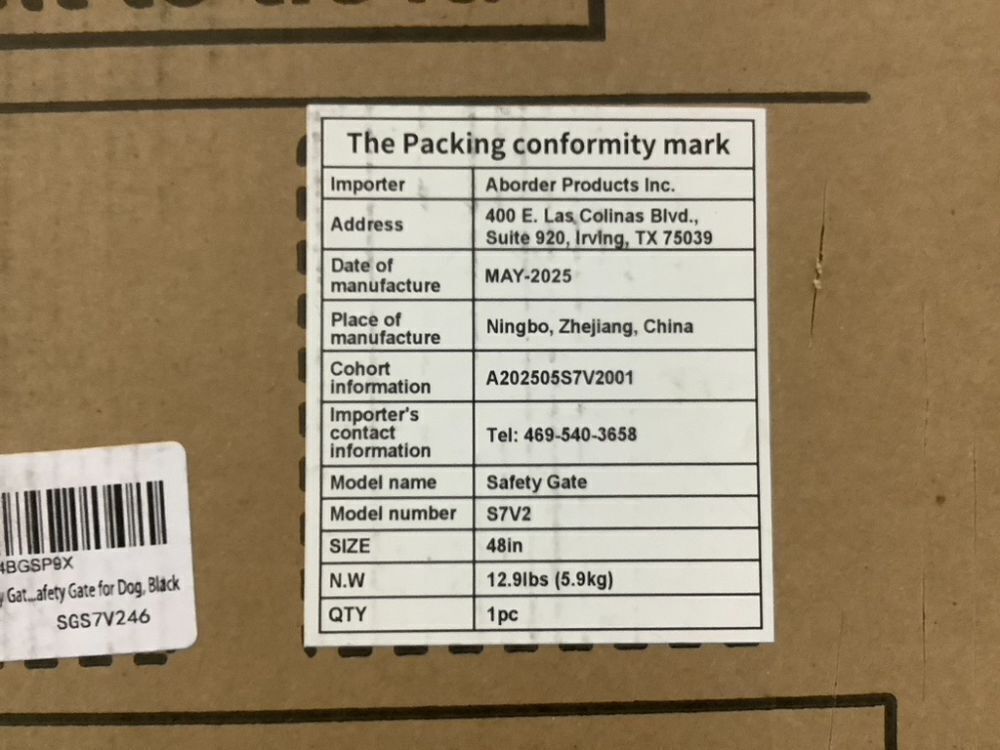 The Packing conformity mark
Importer Aborder Products Inc.
Address 400 E. Las Colinas Blvd.,
Suite 920, Irving, TX 75039
Date of
manufacture MAY-2025
Place of
manufacture Ningbo, Zhejiang, China
Cohort
information A202505S7V2001
Importer's
contact
information Tel: 469-540-3658
Model name Safety Gate
Model number S7V2
SIZE 48in
N.W 12.9lbs (5.9kg)
QTY 1pc
4BGSP9X
y Gat...afety Gate for Dog, Black
SGS7V246